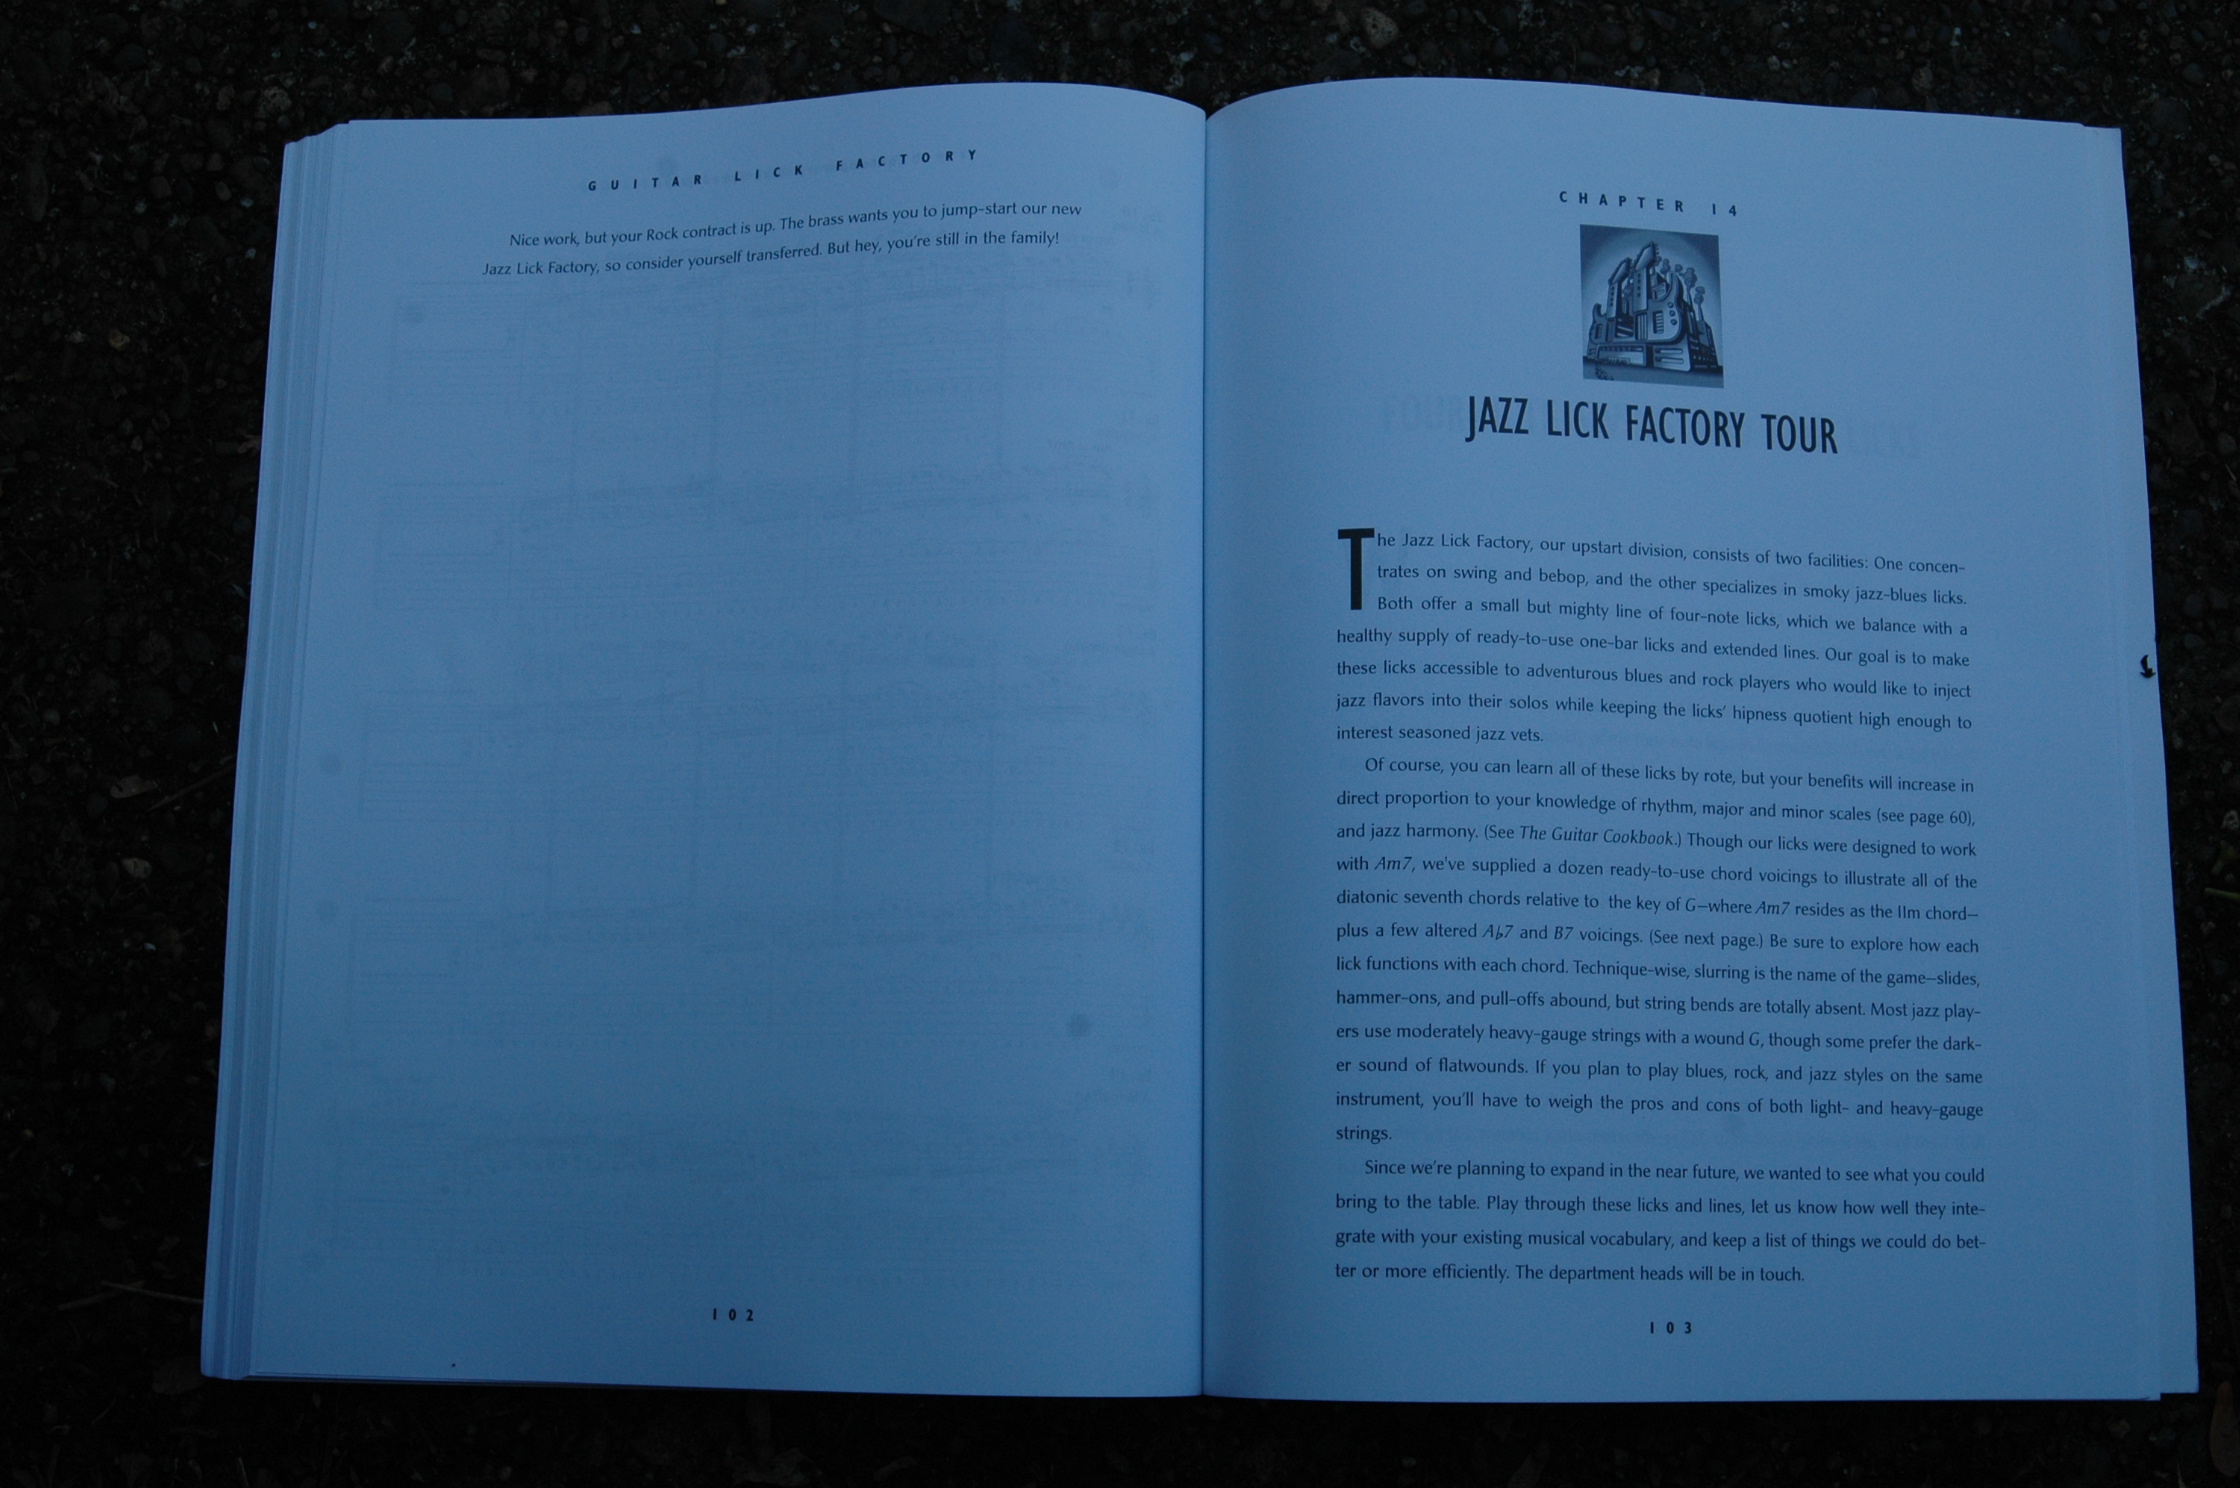 GUITAR LICK FACTORY
Nice work, but your Rock contract is up. The brass wants you to jump-start our new
Jazz Lick Factory, so consider yourself transferred. But hey, you're still in the family!
102
CHAPTER 14
JAZZ LICK FACTORY TOUR
The Jazz Lick Factory, our upstart division, consists of two facilities: One concen-
trates on swing and bebop, and the other specializes in smoky jazz-blues licks.
Both offer a small but mighty line of four-note licks, which we balance with a
healthy supply of ready-to-use one-bar licks and extended lines. Our goal is to make
these licks accessible to adventurous blues and rock players who would like to inject
jazz flavors into their solos while keeping the licks' hipness quotient high enough to
interest seasoned jazz vets.
Of course, you can learn all of these licks by rote, but your benefits will increase in
direct proportion to your knowledge of rhythm, major and minor scales (see page 60),
and jazz harmony. (See The Guitar Cookbook.) Though our licks were designed to work
with Am7, we've supplied a dozen ready-to-use chord voicings to illustrate all of the
diatonic seventh chords relative to the key of G—where Am7 resides as the IIm chord—
plus a few altered A♭7 and B7 voicings. (See next page.) Be sure to explore how each
lick functions with each chord. Technique-wise, slurring is the name of the game—slides,
hammer-ons, and pull-offs abound, but string bends are totally absent. Most jazz play-
ers use moderately heavy-gauge strings with a wound G, though some prefer the dark-
er sound of flatwounds. If you plan to play blues, rock, and jazz styles on the same
instrument, you'll have to weigh the pros and cons of both light- and heavy-gauge
strings.
Since we're planning to expand in the near future, we wanted to see what you could
bring to the table. Play through these licks and lines, let us know how well they inte-
grate with your existing musical vocabulary, and keep a list of things we could do bet-
ter or more efficiently. The department heads will be in touch.
103